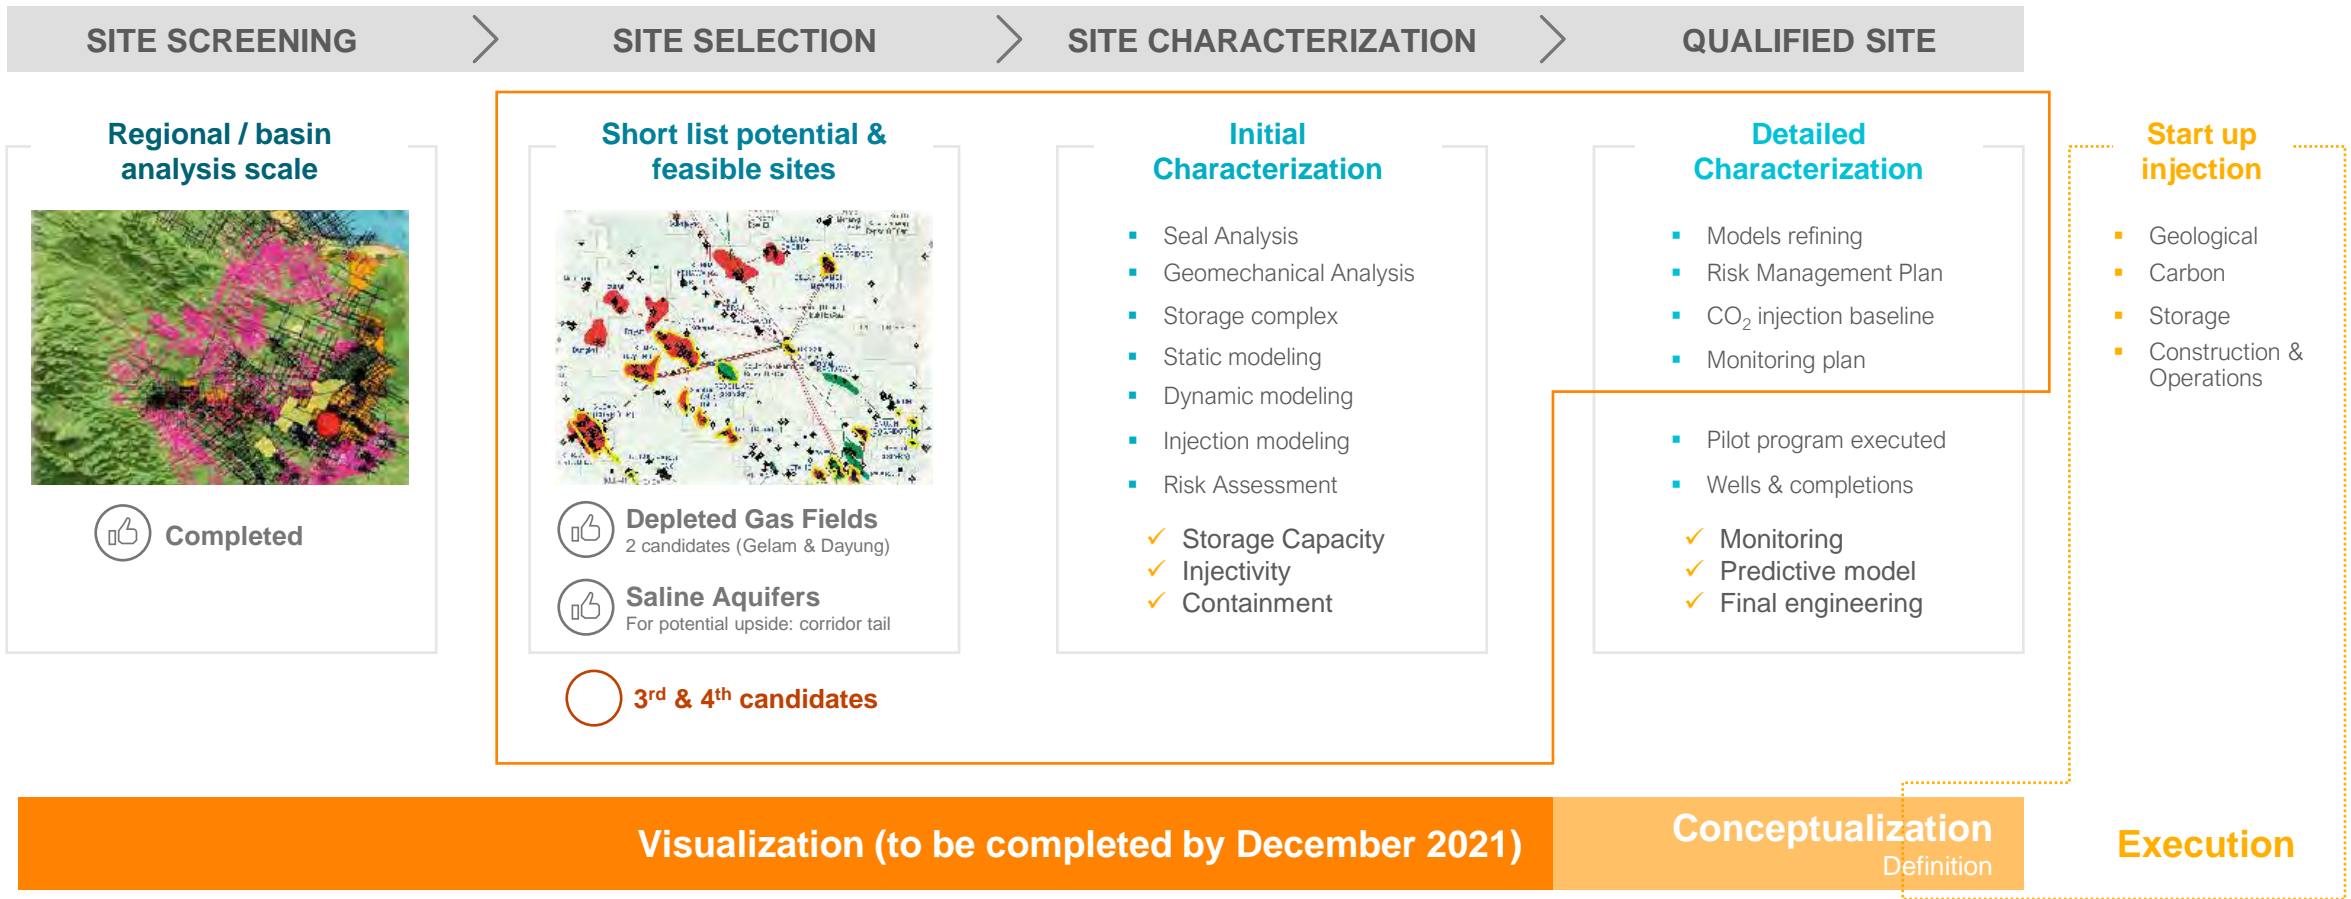 SITE SCREENING
SITE SELECTION
SITE CHARACTERIZATION
QUALIFIED SITE
Regional / basin
analysis scale
Completed
Short list potential &
feasible sites
Depleted Gas Fields
2 candidates (Gelam & Dayung)
Saline Aquifers
For potential upside: corridor tail
3rd & 4th candidates
Initial
Characterization
Seal Analysis
Geomechanical Analysis
Storage complex
Static modeling
Dynamic modeling
Injection modeling
Risk Assessment
Storage Capacity
Injectivity
Containment
Detailed
Characterization
Models refining
Risk Management Plan
CO2 injection baseline
Monitoring plan
Pilot program executed
Wells & completions
Monitoring
Predictive model
Final engineering
Start up
injection
Geological
Carbon
Storage
Construction &
Operations
Visualization (to be completed by December 2021)
Conceptualization
Definition
Execution